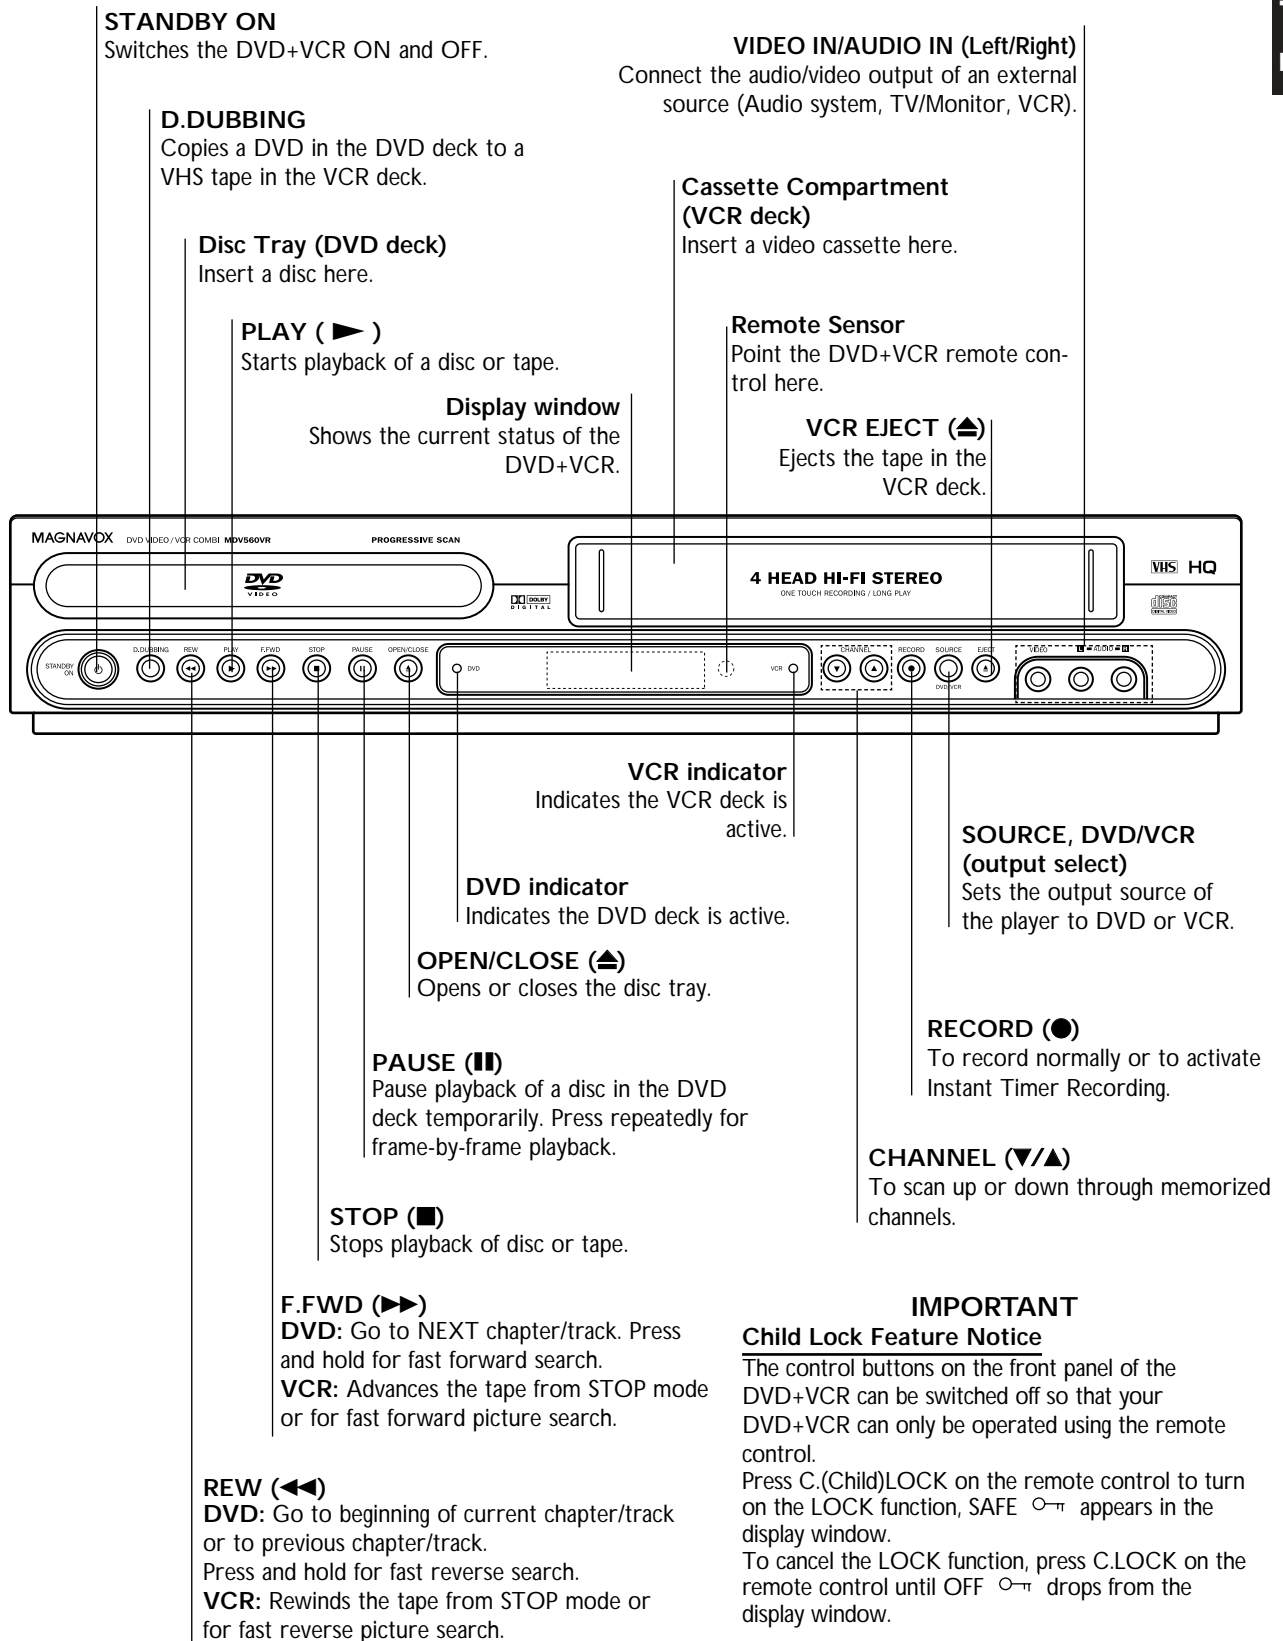 STANDBY ON
Switches the DVD+VCR ON and OFF.
VIDEO IN/AUDIO IN (Left/Right)
Connect the audio/video output of an external
source (Audio system, TV/Monitor, VCR).
D.DUBBING
Copies a DVD in the DVD deck to a
VHS tape in the VCR deck.
Cassette Compartment
(VCR deck)
Insert a video cassette here.
Disc Tray (DVD deck)
Insert a disc here.
PLAY ( ► )
Starts playback of a disc or tape.
Remote Sensor
Point the DVD+VCR remote con-
trol here.
Display window
Shows the current status of the
DVD+VCR.
VCR EJECT (⏏)
Ejects the tape in the
VCR deck.
MAGNAVOX DVD VIDEO / VCR COMBI MDV560VR PROGRESSIVE SCAN
DVD
VIDEO
DOLBY
DIGITAL
4 HEAD HI-FI STEREO
ONE TOUCH RECORDING / LONG PLAY
VHS HQ
COMPACT
disc
DIGITAL VIDEO
STANDBY
ON
D.DUBBING REW PLAY F.FWD STOP PAUSE OPEN/CLOSE
DVD
VCR
CHANNEL RECORD SOURCE EJECT
DVD/VCR
VIDEO L – AUDIO – R
VCR indicator
Indicates the VCR deck is
active.
SOURCE, DVD/VCR
(output select)
Sets the output source of
the player to DVD or VCR.
DVD indicator
Indicates the DVD deck is active.
OPEN/CLOSE (⏏)
Opens or closes the disc tray.
RECORD (●)
To record normally or to activate
Instant Timer Recording.
PAUSE (❚❚)
Pause playback of a disc in the DVD
deck temporarily. Press repeatedly for
frame-by-frame playback.
CHANNEL (▼/▲)
To scan up or down through memorized
channels.
STOP (■)
Stops playback of disc or tape.
F.FWD (►►)
DVD: Go to NEXT chapter/track. Press
and hold for fast forward search.
VCR: Advances the tape from STOP mode
or for fast forward picture search.
REW (◄◄)
DVD: Go to beginning of current chapter/track
or to previous chapter/track.
Press and hold for fast reverse search.
VCR: Rewinds the tape from STOP mode or
for fast reverse picture search.
IMPORTANT
Child Lock Feature Notice
The control buttons on the front panel of the
DVD+VCR can be switched off so that your
DVD+VCR can only be operated using the remote
control.
Press C.(Child)LOCK on the remote control to turn
on the LOCK function, SAFE appears in the
display window.
To cancel the LOCK function, press C.LOCK on the
remote control until OFF drops from the
display window.